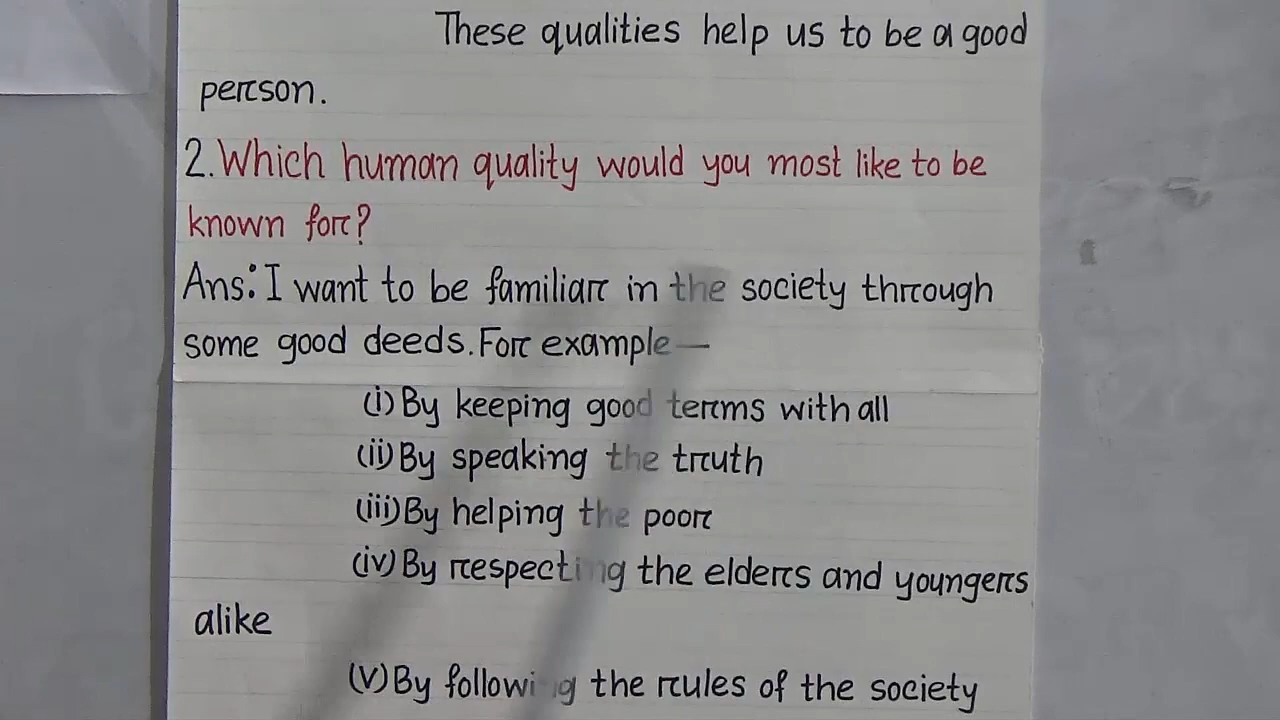 These qualities help us to be a good
person.
2. Which human quality would you most like to be
known for?
Ans: I want to be familiar in the society through
some good deeds. For example —
(i) By keeping good terms with all
(ii) By speaking the truth
(iii) By helping the poor
(iv) By respecting the elders and youngers
alike
(v) By following the rules of the society